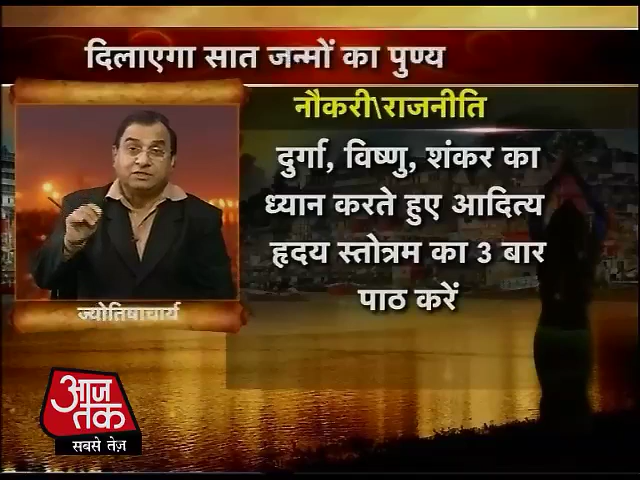 दिलाएगा सात जन्मों का पुण्य
नौकरी\राजनीति
दुर्गा, विष्णु, शंकर का
ध्यान करते हुए आदित्य
हृदय स्तोत्रम का 3 बार
पाठ करें
ज्योतिषाचार्य
आज
तक
सबसे तेज़